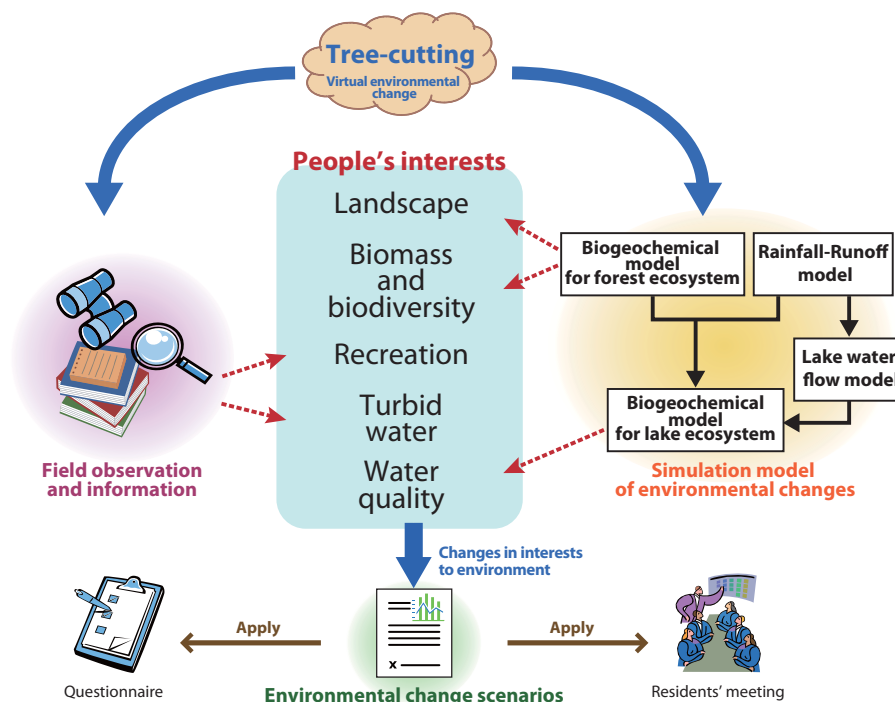 Tree-cutting
Virtual environmental
change
People's interests
Landscape
Biomass
and
biodiversity
Recreation
Turbid
water
Water
quality
Biogeochemical
model
for forest ecosystem
Rainfall-Runoff
model
Lake water
flow model
Biogeochemical
model
for lake ecosystem
Field observation
and information
Simulation model
of environmental changes
Changes in interests
to environment
Apply
Apply
x
Questionnaire
Environmental change scenarios
Residents' meeting